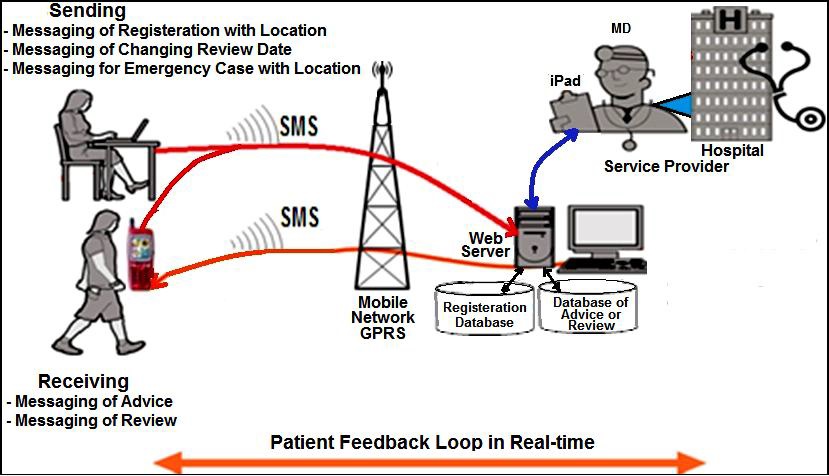 Sending
- Messaging of Registeration with Location
- Messaging of Changing Review Date
- Messaging for Emergency Case with Location
SMS
SMS
MD
iPad
H
Hospital
Service Provider
Web
Server
Mobile
Network
GPRS
Registeration
Database
Database of
Advice or
Review
Receiving
- Messaging of Advice
- Messaging of Review
Patient Feedback Loop in Real-time